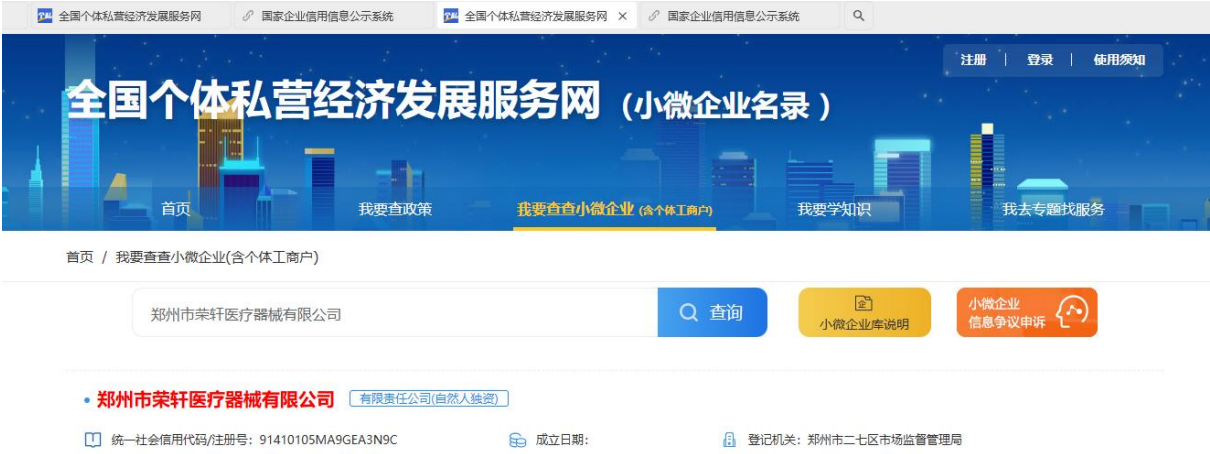 全国个体私营经济发展服务网 国家企业信用信息公示系统 全国个体私营经济发展服务网 × 国家企业信用信息公示系统
注册 | 登录 | 使用须知
全国个体私营经济发展服务网（小微企业名录）
首页 我要查政策 我要查查小微企业 (含个体工商户) 我要学知识 我去专题找服务
首页 / 我要查查小微企业(含个体工商户)
郑州市荣轩医疗器械有限公司 查询 企 小微企业库说明 小微企业
信息争议申诉
• 郑州市荣轩医疗器械有限公司 有限责任公司(自然人独资)
统一社会信用代码/注册号：91410105MA9GEA3N9C 成立日期： 登记机关：郑州市二七区市场监督管理局